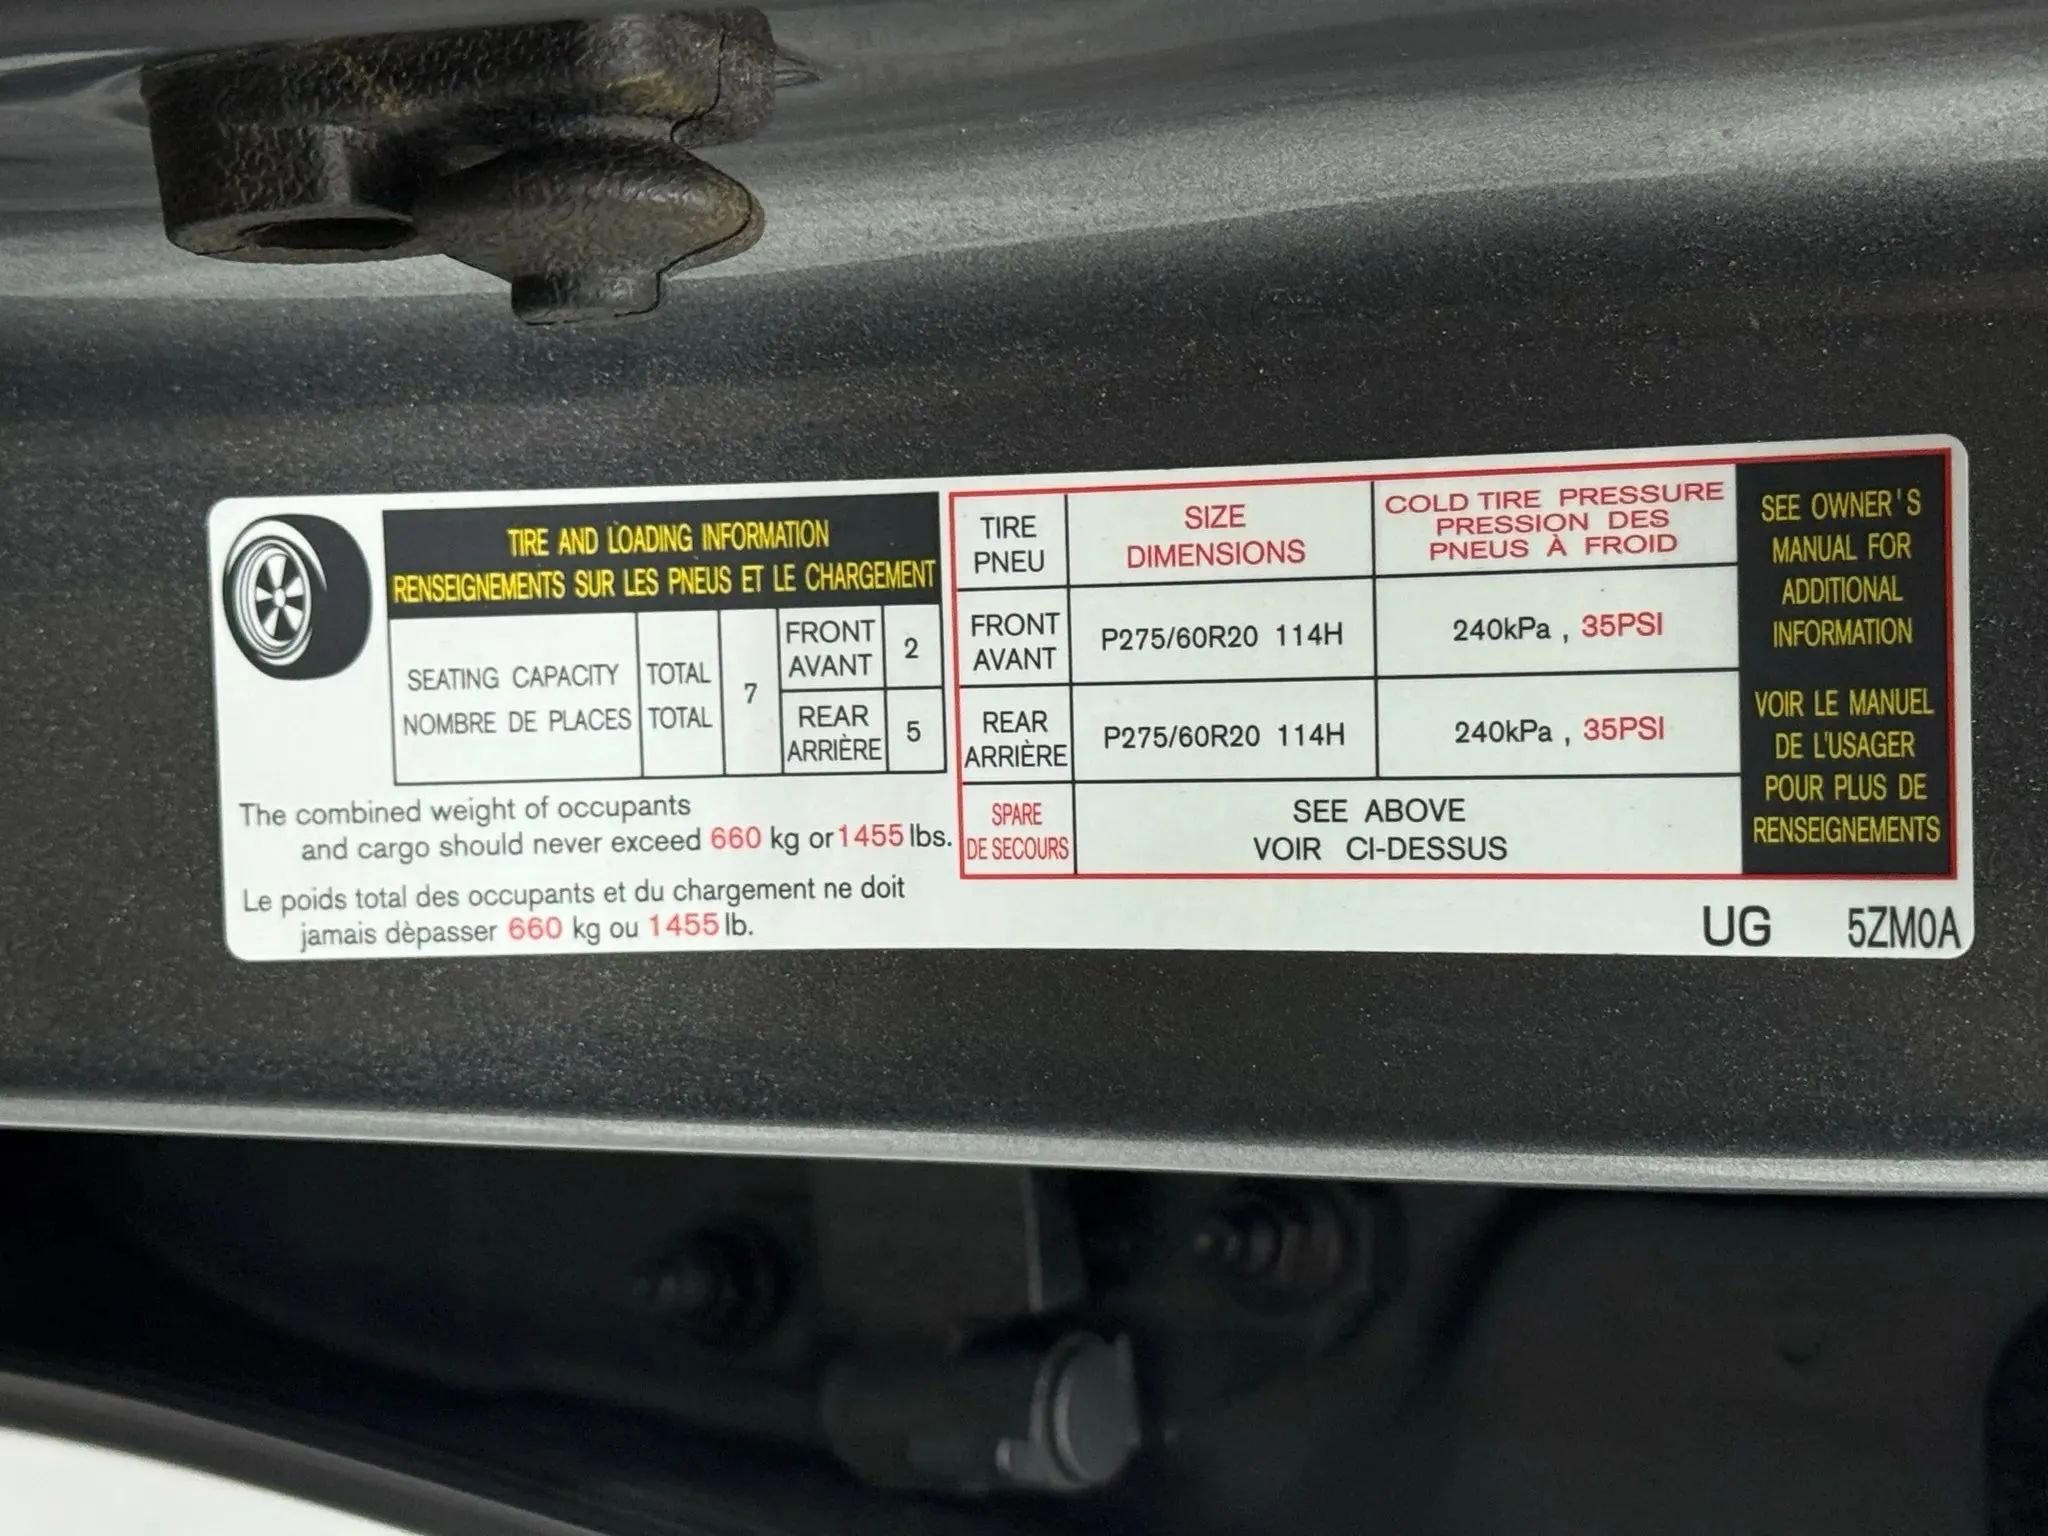 TIRE AND LOADING INFORMATION
RENSEIGNEMENTS SUR LES PNEUS ET LE CHARGEMENT
SEATING CAPACITY TOTAL
NOMBRE DE PLACES TOTAL
7
FRONT
AVANT
2
REAR
ARRIÈRE
5
The combined weight of occupants
and cargo should never exceed 660 kg or 1455 lbs.
Le poids total des occupants et du chargement ne doit
jamais dèpasser 660 kg ou 1455 lb.
TIRE
PNEU
SIZE
DIMENSIONS
COLD TIRE PRESSURE
PRESSION DES
PNEUS À FROID
FRONT
AVANT
P275/60R20 114H
240kPa , 35PSI
REAR
ARRIÈRE
P275/60R20 114H
240kPa , 35PSI
SPARE
DE SECOURS
SEE ABOVE
VOIR CI-DESSUS
SEE OWNER'S
MANUAL FOR
ADDITIONAL
INFORMATION
VOIR LE MANUEL
DE L'USAGER
POUR PLUS DE
RENSEIGNEMENTS
UG 5ZM0A